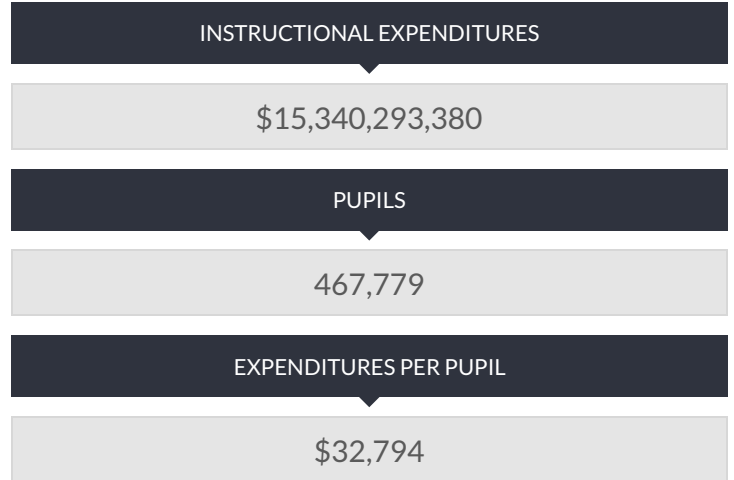 INSTRUCTIONAL EXPENDITURES
$15,340,293,380
PUPILS
467,779
EXPENDITURES PER PUPIL
$32,794